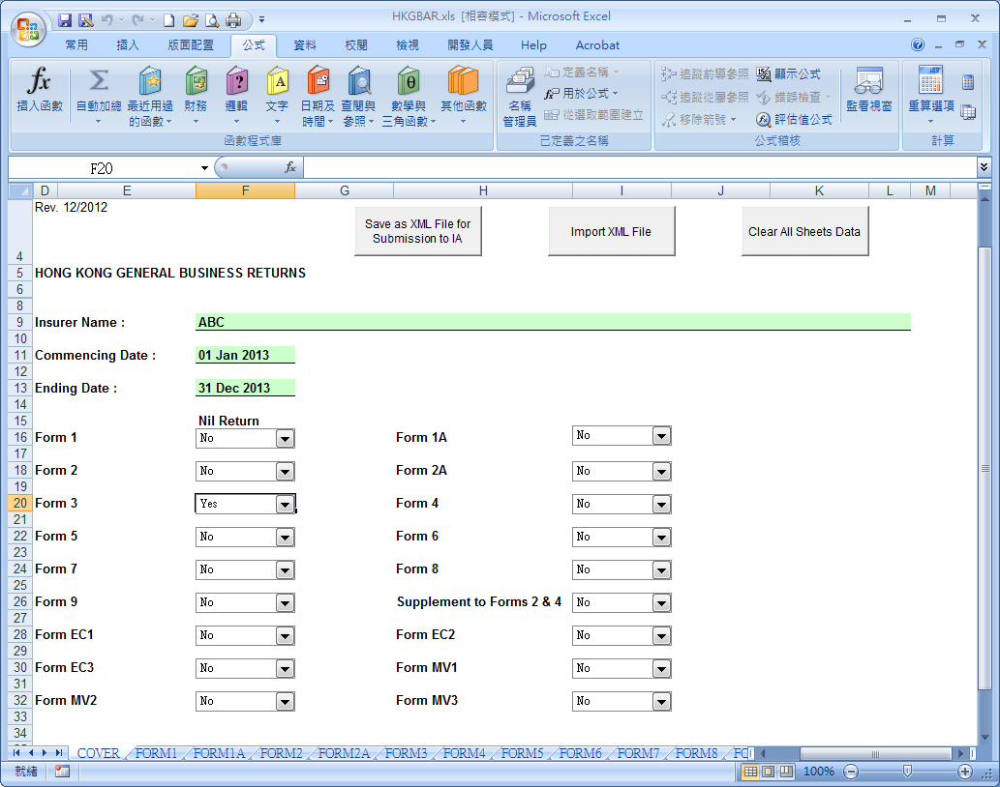 HKGBAR.xls [相容模式] - Microsoft Excel
常用 插入 版面配置 公式 資料 校閱 檢視 開發人員 Help Acrobat
fx 插入函數
Σ 自動加總
最近用過的函數
財務
? 邏輯
A 文字
日期及時間
查閱與參照
θ 數學與三角函數
其他函數
函數程式庫
名稱管理員
定義名稱
用於公式
從選取範圍建立
已定義之名稱
追蹤前導參照
追蹤從屬參照
移除箭號
顯示公式
錯誤檢查
評估值公式
公式稽核
監看視窗
重算選項
計算
F20 fx
D E F G H I J K L M
4 Rev. 12/2012
Save as XML File for
Submission to IA
Import XML File
Clear All Sheets Data
5 HONG KONG GENERAL BUSINESS RETURNS
6
8
9 Insurer Name : ABC
10
11 Commencing Date : 01 Jan 2013
12
13 Ending Date : 31 Dec 2013
14
15 Nil Return
16 Form 1 No Form 1A No
17
18 Form 2 No Form 2A No
19
20 Form 3 Yes Form 4 No
21
22 Form 5 No Form 6 No
23
24 Form 7 No Form 8 No
25
26 Form 9 No Supplement to Forms 2 & 4 No
27
28 Form EC1 No Form EC2 No
29
30 Form EC3 No Form MV1 No
31
32 Form MV2 No Form MV3 No
33
34
COVER FORM1 FORM1A FORM2 FORM2A FORM3 FORM4 FORM5 FORM6 FORM7 FORM8 FO
就緒 100%